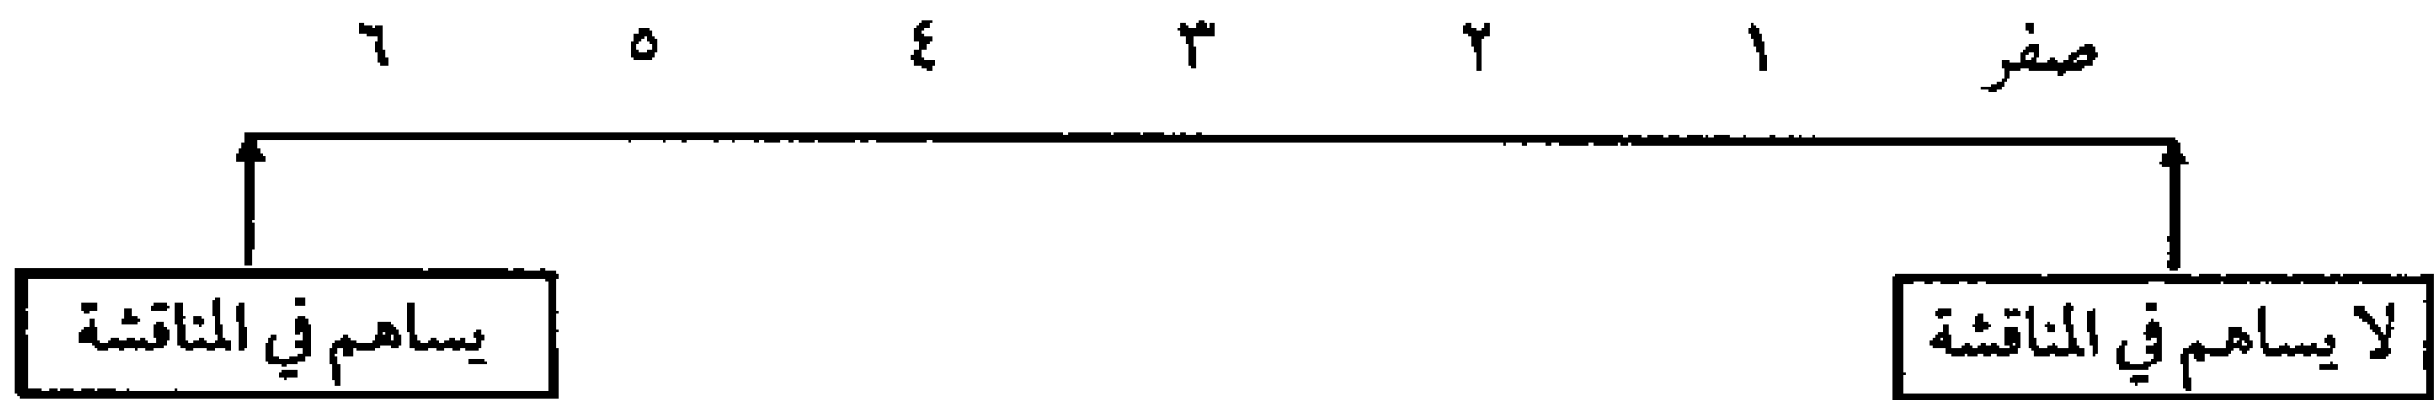 صفر ١ ٢ ٣ ٤ ٥ ٦
لا يساهم في المناقشة
يساهم في المناقشة